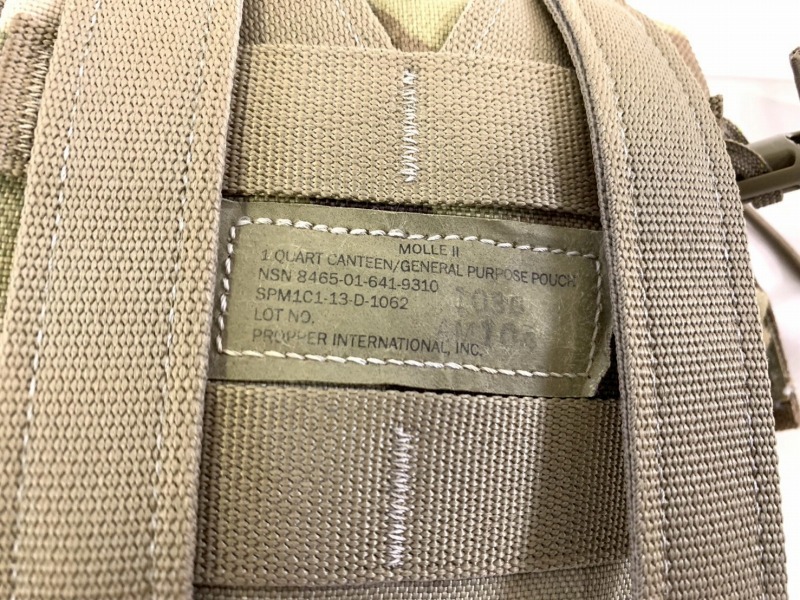 MOLLE II
1 QUART CANTEEN/GENERAL PURPOSE POUCH
NSN 8465-01-641-9310
SPM1C1-13-D-1062
LOT NO.
PROPPER INTERNATIONAL, INC.